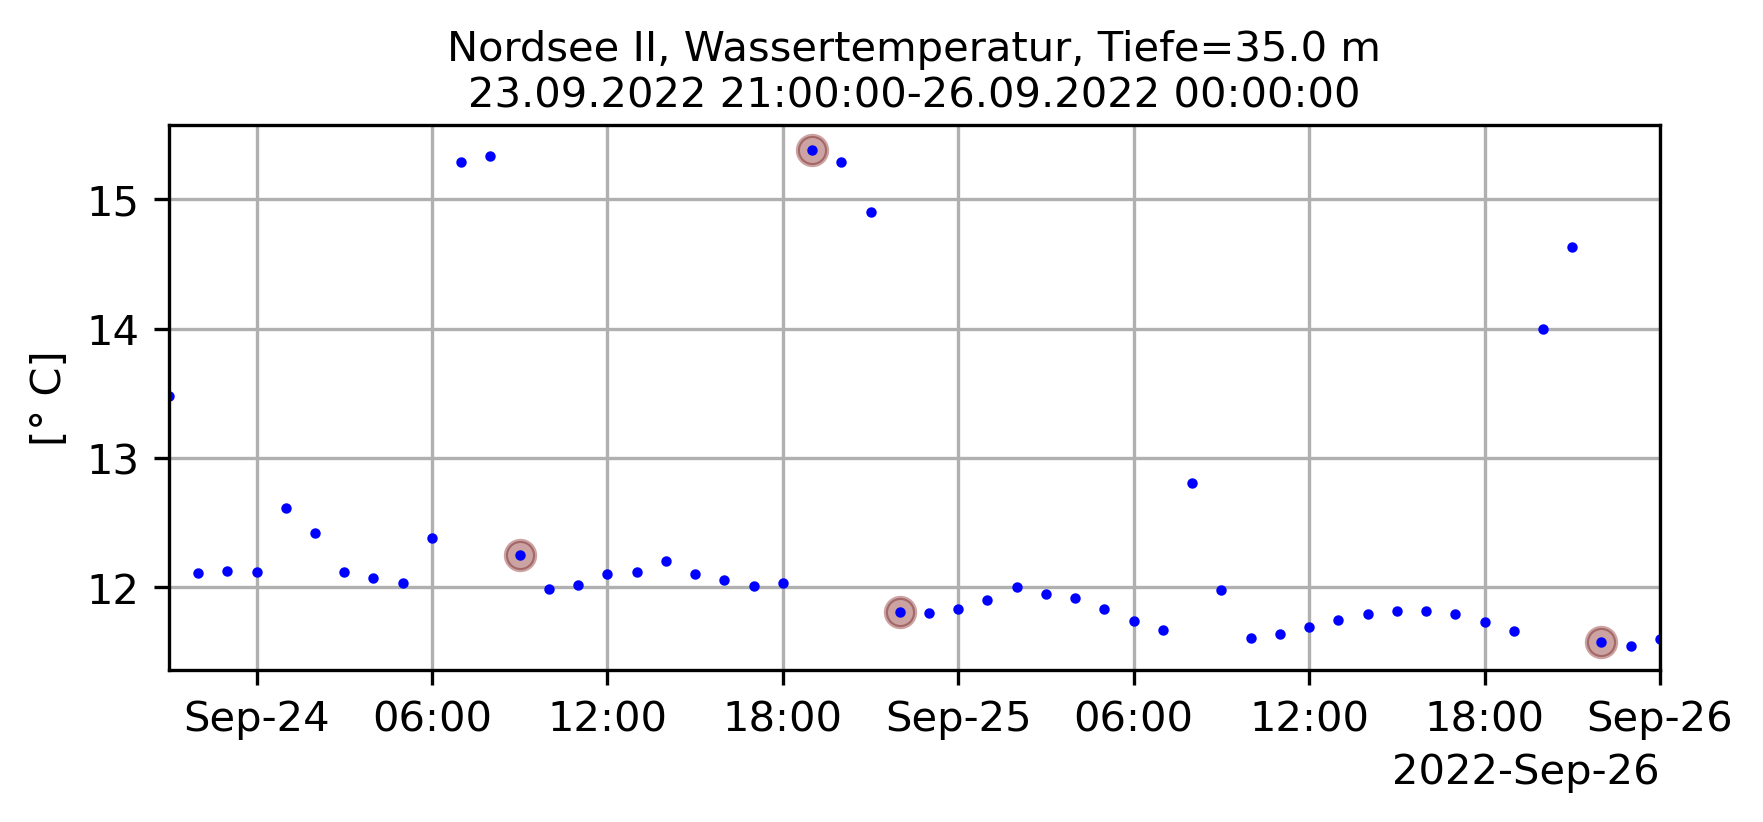 Nordsee II, Wassertemperatur, Tiefe=35.0 m
23.09.2022 21:00:00-26.09.2022 00:00:00
[° C]
15
14
13
12
Sep-24 06:00 12:00 18:00 Sep-25 06:00 12:00 18:00 Sep-26
2022-Sep-26